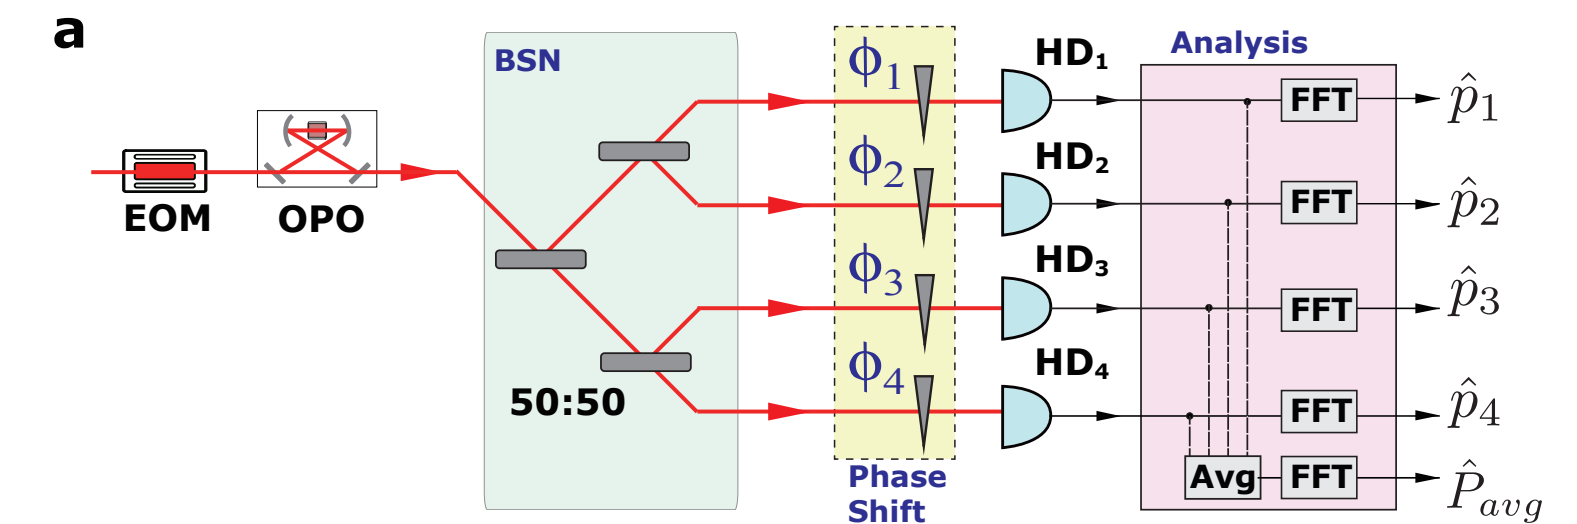 a
EOM
OPO
BSN
50:50
ϕ1
ϕ2
ϕ3
ϕ4
Phase
Shift
HD1
HD2
HD3
HD4
Analysis
FFT
FFT
FFT
FFT
Avg
FFT
p̂1
p̂2
p̂3
p̂4
P̂avg